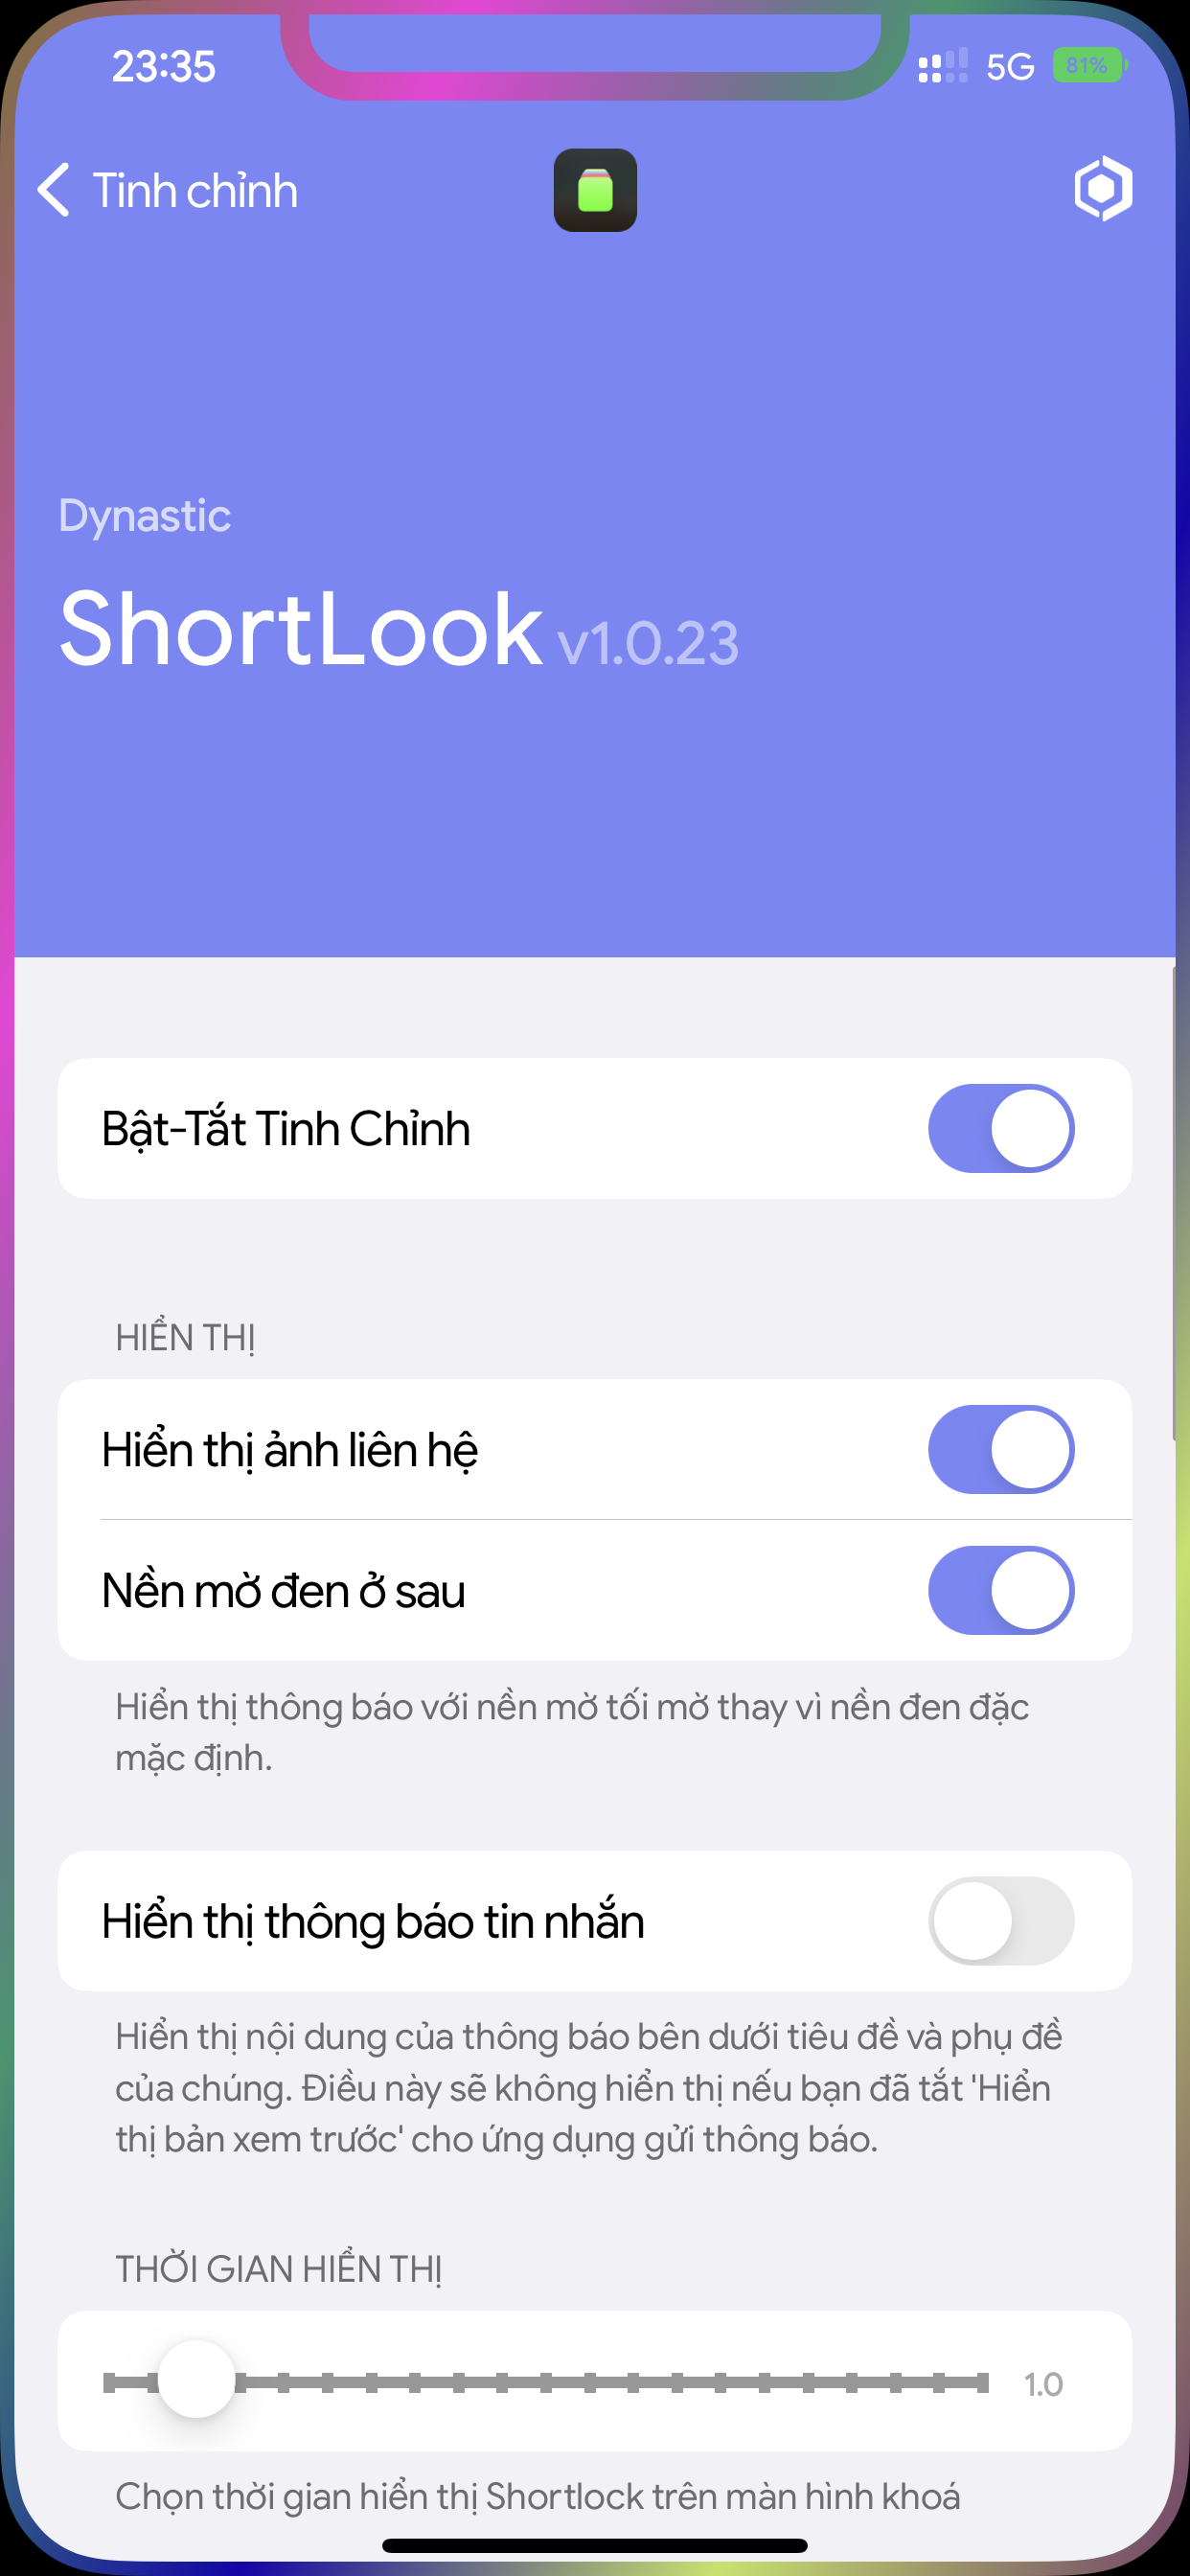 23:35
5G
81%
Tinh chỉnh
Dynastic
ShortLook v1.0.23
Bật-Tắt Tinh Chỉnh
HIỂN THỊ
Hiển thị ảnh liên hệ
Nền mờ đen ở sau
Hiển thị thông báo với nền mờ tối mờ thay vì nền đen đặc
mặc định.
Hiển thị thông báo tin nhắn
Hiển thị nội dung của thông báo bên dưới tiêu đề và phụ đề
của chúng. Điều này sẽ không hiển thị nếu bạn đã tắt 'Hiển
thị bản xem trước' cho ứng dụng gửi thông báo.
THỜI GIAN HIỂN THỊ
1.0
Chọn thời gian hiển thị Shortlock trên màn hình khoá